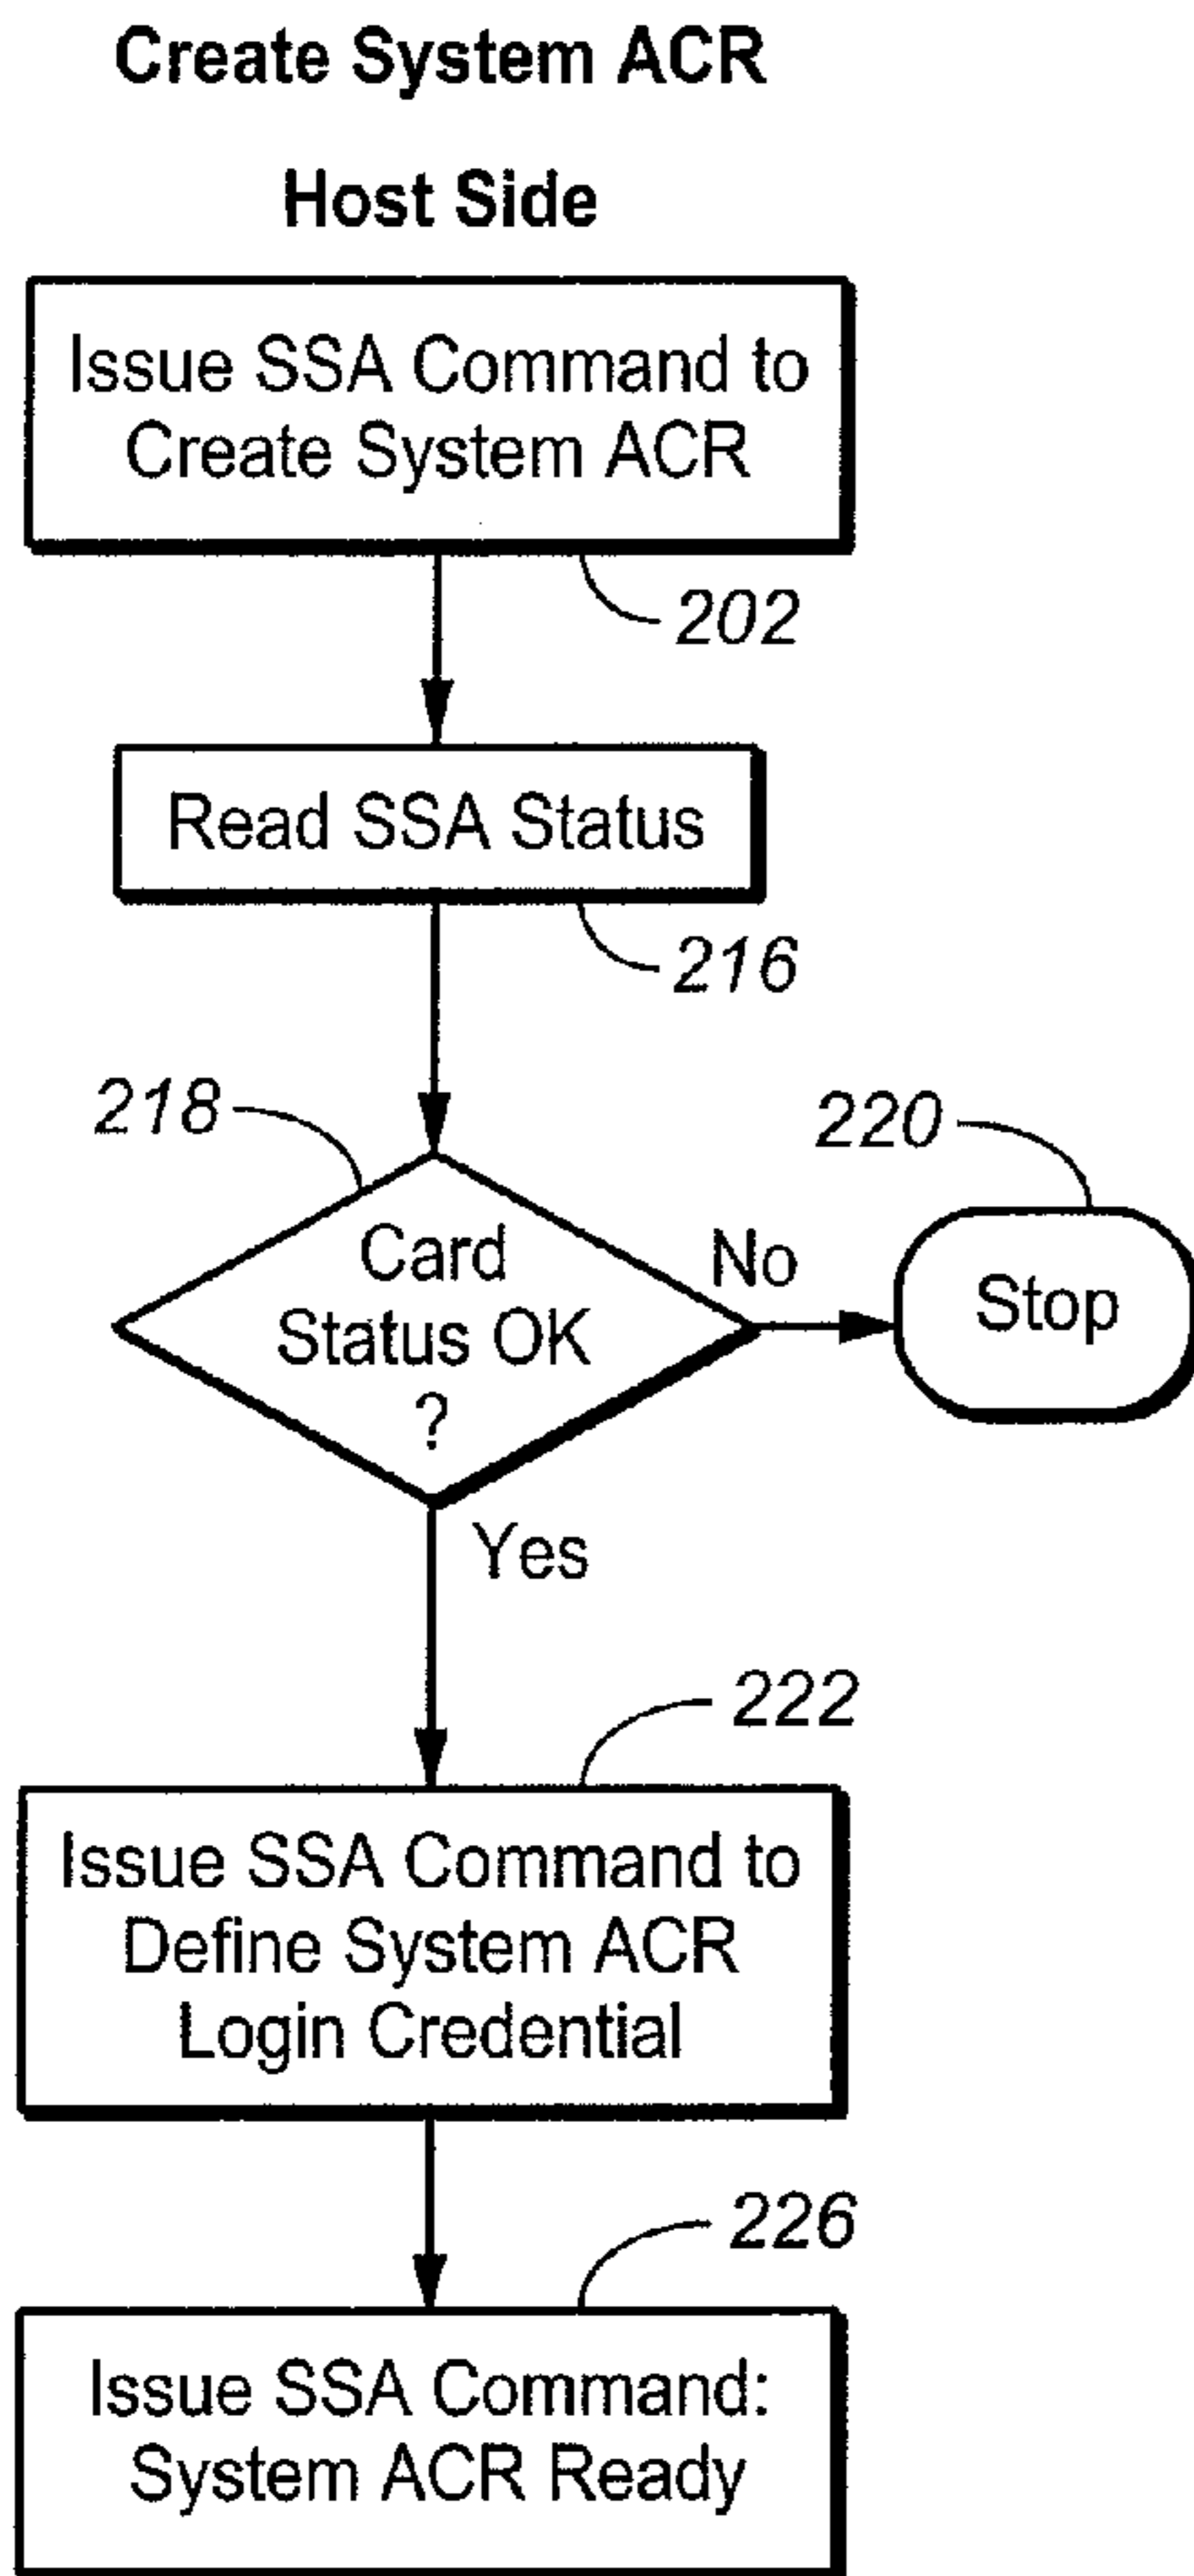 Create System ACR
Host Side
Issue SSA Command to
Create System ACR
202
Read SSA Status
216
218
220
Card
Status OK
?
No
Stop
Yes
222
Issue SSA Command to
Define System ACR
Login Credential
226
Issue SSA Command:
System ACR Ready